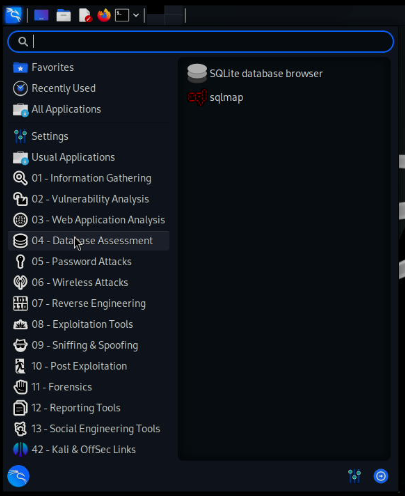 Favorites
Recently Used
All Applications
Settings
Usual Applications
01 - Information Gathering
02 - Vulnerability Analysis
03 - Web Application Analysis
04 - Database Assessment
05 - Password Attacks
06 - Wireless Attacks
07 - Reverse Engineering
08 - Exploitation Tools
09 - Sniffing & Spoofing
10 - Post Exploitation
11 - Forensics
12 - Reporting Tools
13 - Social Engineering Tools
42 - Kali & OffSec Links
SQLite database browser
sqlmap